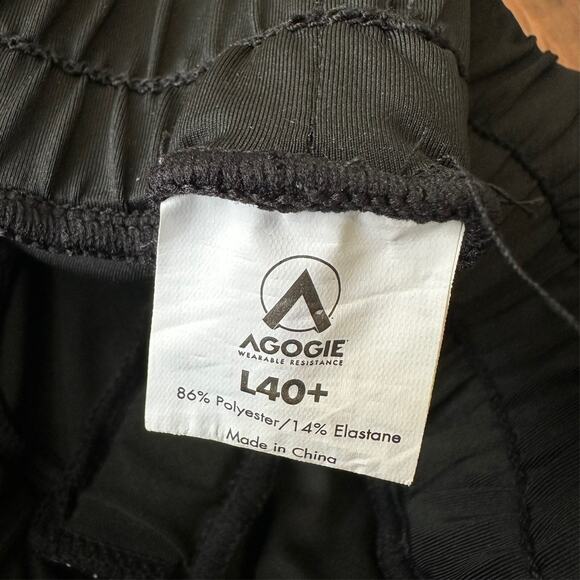 AGOGIE
WEARABLE RESISTANCE
L40+
86% Polyester/14% Elastane
Made in China